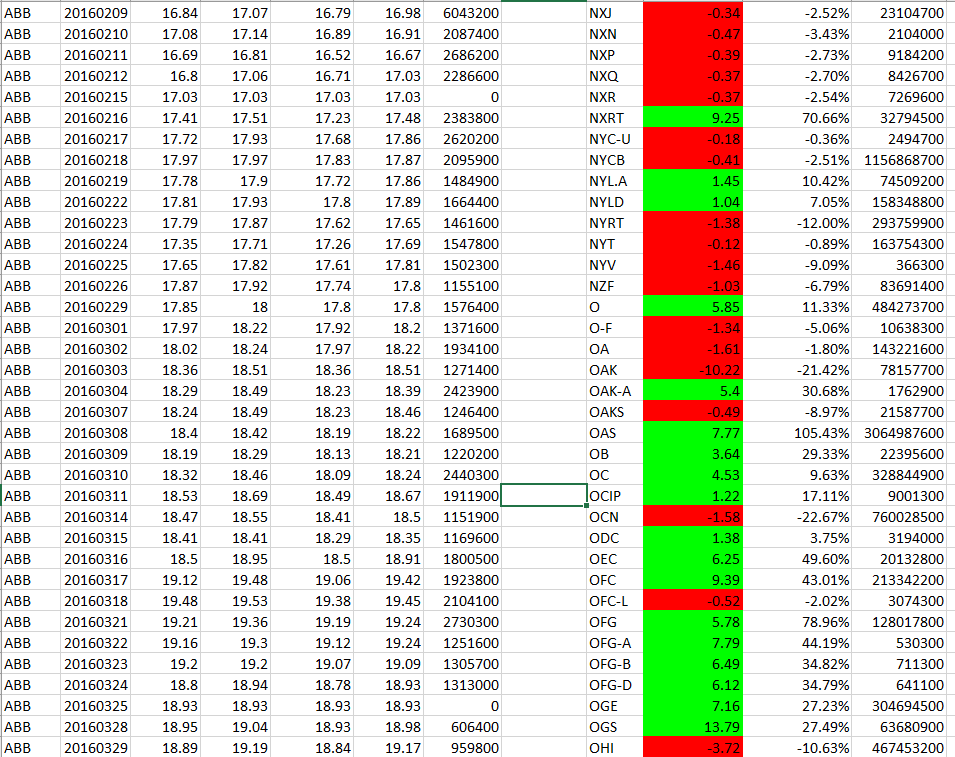 ABB 20160209 16.84 17.07 16.79 16.98 6043200 NXJ -0.34 -2.52% 23104700
ABB 20160210 17.08 17.14 16.89 16.91 2087400 NXN -0.47 -3.43% 2104000
ABB 20160211 16.69 16.81 16.52 16.67 2686200 NXP -0.39 -2.73% 9184200
ABB 20160212 16.8 17.06 16.71 17.03 2286600 NXQ -0.37 -2.70% 8426700
ABB 20160215 17.03 17.03 17.03 17.03 0 NXR -0.37 -2.54% 7269600
ABB 20160216 17.41 17.51 17.23 17.48 2383800 NXRT 9.25 70.66% 32794500
ABB 20160217 17.72 17.93 17.68 17.86 2620200 NYC-U -0.18 -0.36% 2494700
ABB 20160218 17.97 17.97 17.83 17.87 2095900 NYCB -0.41 -2.51% 1156868700
ABB 20160219 17.78 17.9 17.72 17.86 1484900 NYL.A 1.45 10.42% 74509200
ABB 20160222 17.81 17.93 17.8 17.89 1664400 NYLD 1.04 7.05% 158348800
ABB 20160223 17.79 17.87 17.62 17.65 1461600 NYRT -1.38 -12.00% 293759900
ABB 20160224 17.35 17.71 17.26 17.69 1547800 NYT -0.12 -0.89% 163754300
ABB 20160225 17.65 17.82 17.61 17.81 1502300 NYV -1.46 -9.09% 366300
ABB 20160226 17.87 17.92 17.74 17.8 1155100 NZF -1.03 -6.79% 83691400
ABB 20160229 17.85 18 17.8 17.8 1576400 O 5.85 11.33% 484273700
ABB 20160301 17.97 18.22 17.92 18.2 1371600 O-F -1.34 -5.06% 10638300
ABB 20160302 18.02 18.24 17.97 18.22 1934100 OA -1.61 -1.80% 143221600
ABB 20160303 18.36 18.51 18.36 18.51 1271400 OAK -10.22 -21.42% 78157700
ABB 20160304 18.29 18.49 18.23 18.39 2423900 OAK-A 5.4 30.68% 1762900
ABB 20160307 18.24 18.49 18.23 18.46 1246400 OAKS -0.49 -8.97% 21587700
ABB 20160308 18.4 18.42 18.19 18.22 1689500 OAS 7.77 105.43% 3064987600
ABB 20160309 18.19 18.29 18.13 18.21 1220200 OB 3.64 29.33% 22395600
ABB 20160310 18.32 18.46 18.09 18.24 2440300 OC 4.53 9.63% 328844900
ABB 20160311 18.53 18.69 18.49 18.67 1911900 OCIP 1.22 17.11% 9001300
ABB 20160314 18.47 18.55 18.41 18.5 1151900 OCN -1.58 -22.67% 760028500
ABB 20160315 18.41 18.41 18.29 18.35 1169600 ODC 1.38 3.75% 3194000
ABB 20160316 18.5 18.95 18.5 18.91 1800500 OEC 6.25 49.60% 20132800
ABB 20160317 19.12 19.48 19.06 19.42 1923800 OFC 9.39 43.01% 213342200
ABB 20160318 19.48 19.53 19.38 19.45 2104100 OFC-L -0.52 -2.02% 3074300
ABB 20160321 19.21 19.36 19.19 19.24 2730300 OFG 5.78 78.96% 128017800
ABB 20160322 19.16 19.3 19.12 19.24 1251600 OFG-A 7.79 44.19% 530300
ABB 20160323 19.2 19.2 19.07 19.09 1305700 OFG-B 6.49 34.82% 711300
ABB 20160324 18.8 18.94 18.78 18.93 1313000 OFG-D 6.12 34.79% 641100
ABB 20160325 18.93 18.93 18.93 18.93 0 OGE 7.16 27.23% 304694500
ABB 20160328 18.95 19.04 18.93 18.98 606400 OGS 13.79 27.49% 63680900
ABB 20160329 18.89 19.19 18.84 19.17 959800 OHI -3.72 -10.63% 467453200